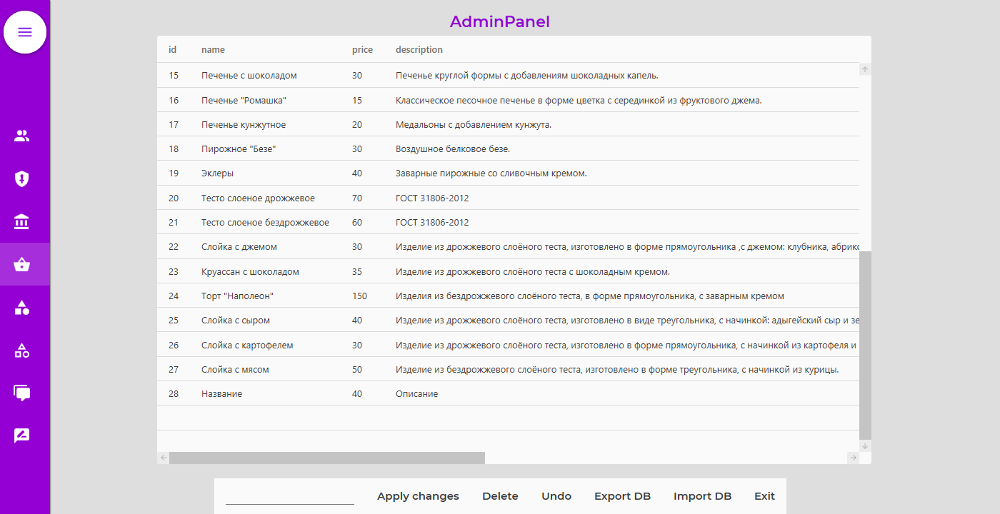 AdminPanel
id name price description
15 Печенье с шоколадом 30 Печенье круглой формы с добавлениям шоколадных капель.
16 Печенье "Ромашка" 15 Классическое песочное печенье в форме цветка с серединкой из фруктового джема.
17 Печенье кунжутное 20 Медальоны с добавлением кунжута.
18 Пирожное "Безе" 30 Воздушное белковое безе.
19 Эклеры 40 Заварные пирожные со сливочным кремом.
20 Тесто слоеное дрожжевое 70 ГОСТ 31806-2012
21 Тесто слоеное бездрожжевое 60 ГОСТ 31806-2012
22 Слойка с джемом 30 Изделие из дрожжевого слоёного теста, изготовлено в форме прямоугольника ,с джемом: клубника,
23 Круассан с шоколадом 35 Изделие из дрожжевого слоёного теста с шоколадным кремом.
24 Торт "Наполеон" 150 Изделия из бездрожжевого слоёного теста, в форме прямоугольника, с заварным кремом
25 Слойка с сыром 40 Изделие из дрожжевого слоёного теста, изготовлено в виде треугольника, с начинкой: адыгейский сыр и
26 Слойка с картофелем 30 Изделие из дрожжевого слоёного теста, изготовлено в форме прямоугольника, с начинкой из картофеля и
27 Слойка с мясом 50 Изделие из бездрожжевого слоёного теста, изготовлено в форме треугольника, с начинкой из курицы.
28 Название 40 Описание
Apply changes Delete Undo Export DB Import DB Exit